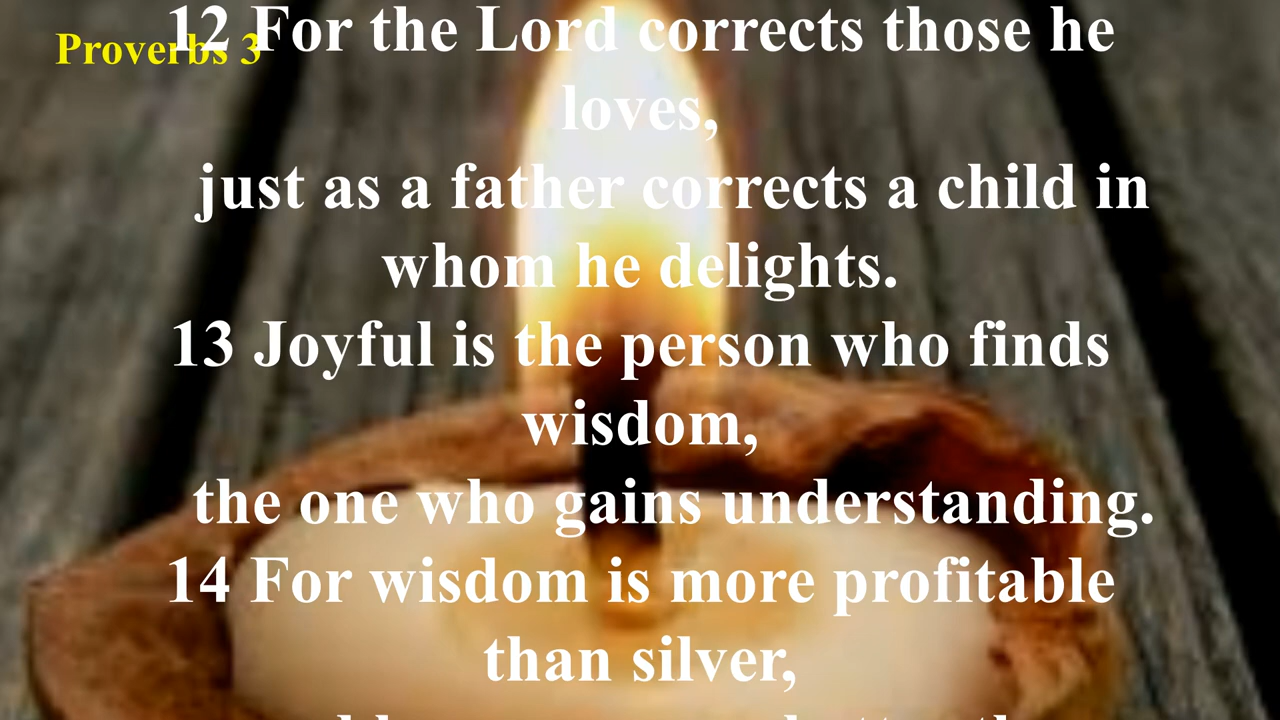 Proverbs 3
12 For the Lord corrects those he
loves,
just as a father corrects a child in
whom he delights.
13 Joyful is the person who finds
wisdom,
the one who gains understanding.
14 For wisdom is more profitable
than silver,